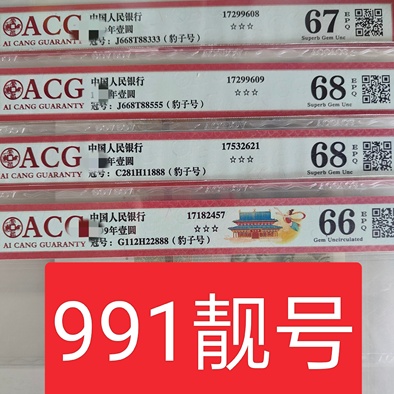 ACG
AI CANG GUARANTY
中国人民银行
年壹圆
冠号: J668T88333 (豹子号)
17299608
☆☆☆
67 EPQ
Superb Gem Unc
ACG
AI CANG GUARANTY
中国人民银行
1 年壹圆
冠号: J668T88555 (豹子号)
17299609
☆☆☆
68 EPQ
Superb Gem Unc
ACG
AI CANG GUARANTY
中国人民银行
年壹圆
冠号: C281H11888 (豹子号)
17532621
☆☆☆
68 EPQ
Superb Gem Unc
ACG
AI CANG GUARANTY
中国人民银行
9年壹圆
冠号: G112H22888 (豹子号)
17182457
☆☆☆
66 EPQ
Gem Uncirculated
991靓号